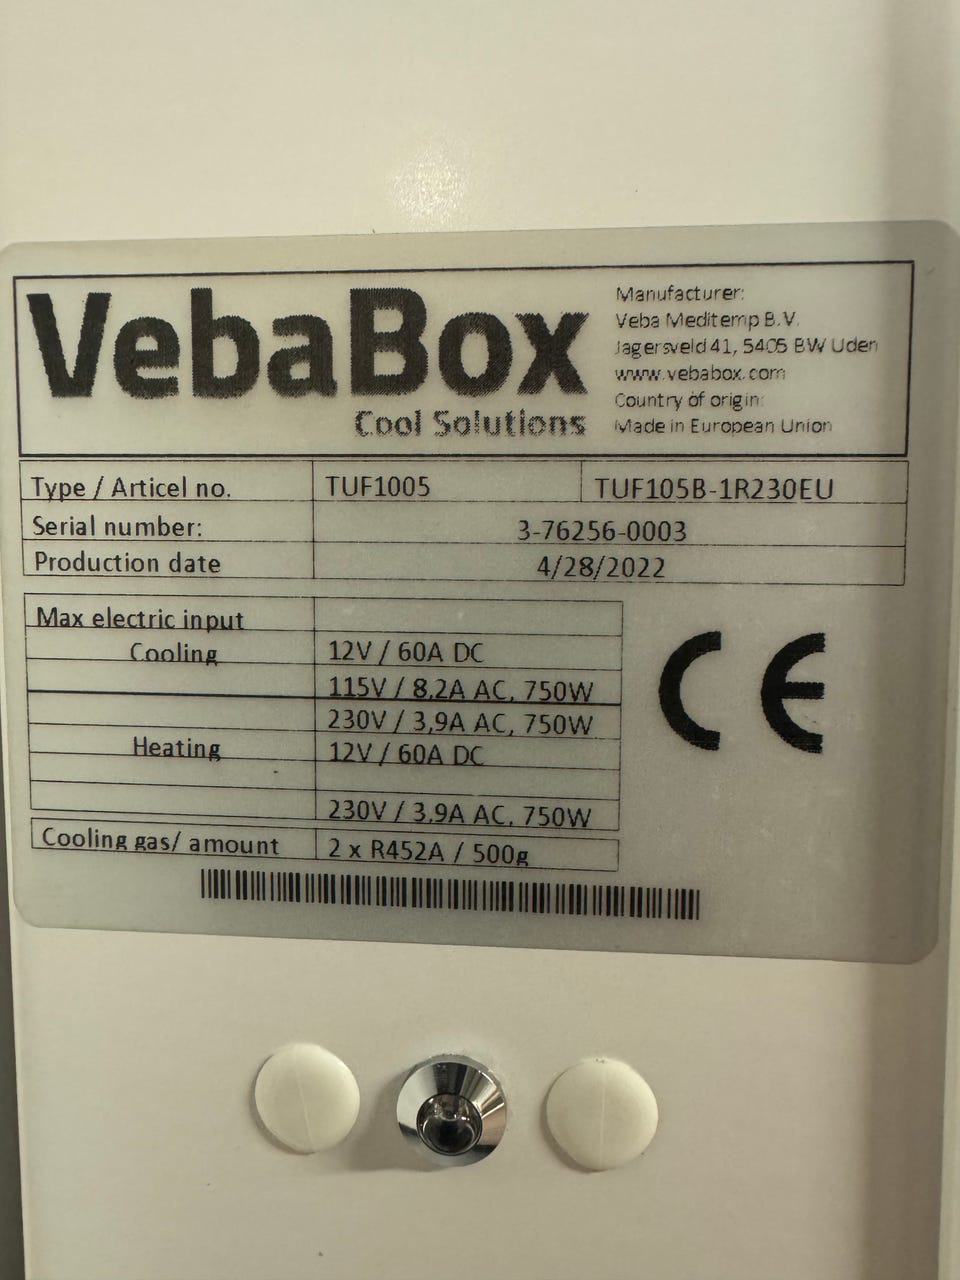 VebaBox
Cool Solutions
Manufacturer:
Veba Meditemp B.V.
Jagersveld 41, 5405 BW Uden
www.vebabox.com
Country of origin:
Made in European Union
Type / Articel no. TUF1005 TUF105B-1R230EU
Serial number: 3-76256-0003
Production date 4/28/2022
Max electric input
Cooling 12V / 60A DC
115V / 8,2A AC, 750W
230V / 3,9A AC, 750W
Heating 12V / 60A DC
230V / 3,9A AC, 750W
Cooling gas/ amount 2 x R452A / 500g
CE